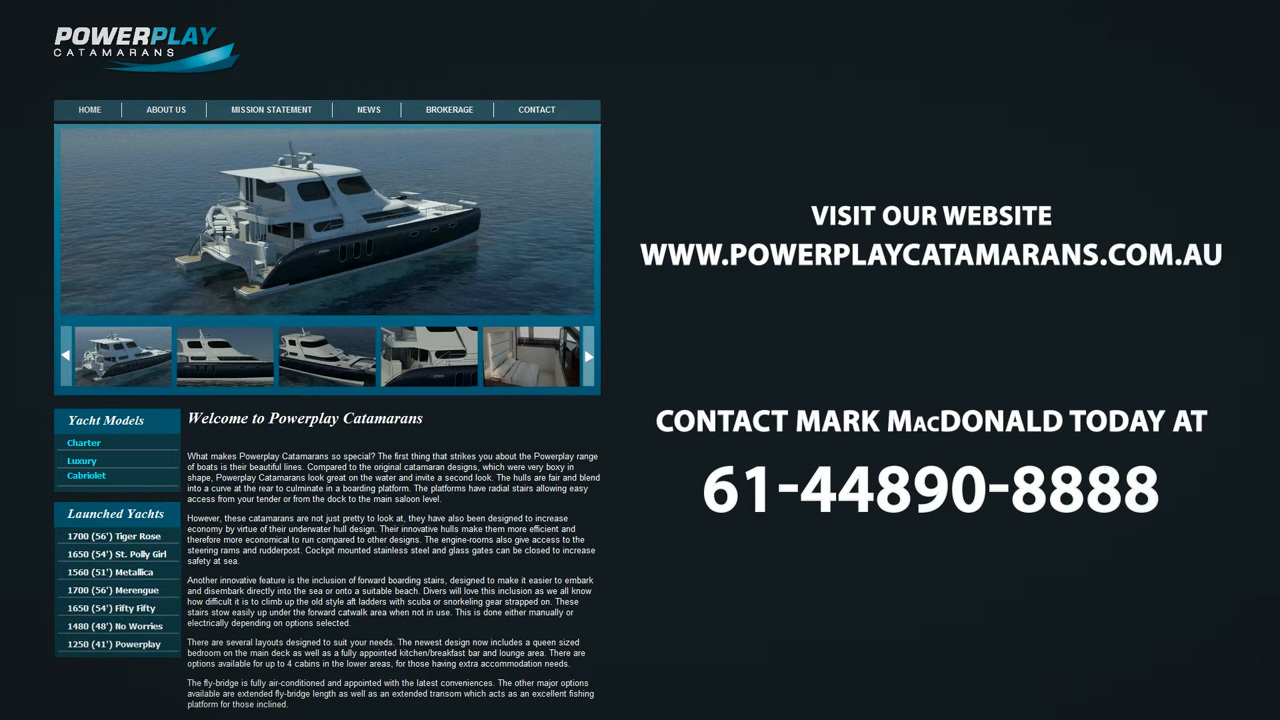 POWERPLAY
CATAMARANS
HOME
ABOUT US
MISSION STATEMENT
NEWS
BROKERAGE
CONTACT
Yacht Models
Charter
Luxury
Cabriolet
Launched Yachts
1700 (56') Tiger Rose
1650 (54') St. Polly Girl
1560 (51') Metallica
1700 (56') Merengue
1650 (54') Fifty Fifty
1480 (48') No Worries
1250 (41') Powerplay
Welcome to Powerplay Catamarans
What makes Powerplay Catamarans so special? The first thing that strikes you about the Powerplay range
of boats is their beautiful lines. Compared to the original catamaran designs, which were very boxy in
shape, Powerplay Catamarans look great on the water and invite a second look. The hulls are fair and blend
into a curve at the rear to culminate in a boarding platform. The platforms have radial stairs allowing easy
access from your tender or from the dock to the main saloon level.
However, these catamarans are not just pretty to look at, they have also been designed to increase
economy by virtue of their underwater hull design. Their innovative hulls make them more efficient and
therefore more economical to run compared to other designs. The engine-rooms also give access to the
steering rams and rudderpost. Cockpit mounted stainless steel and glass gates can be closed to increase
safety at sea.
Another innovative feature is the inclusion of forward boarding stairs, designed to make it easier to embark
and disembark directly into the sea or onto a suitable beach. Divers will love this inclusion as we all know
how difficult it is to climb up the old style aft ladders with scuba or snorkeling gear strapped on. These
stairs stow easily up under the forward catwalk area when not in use. This is done either manually or
electrically depending on options selected.
There are several layouts designed to suit your needs. The newest design now includes a queen sized
bedroom on the main deck as well as a fully appointed kitchen/breakfast bar and lounge area. There are
options available for up to 4 cabins in the lower areas, for those having extra accommodation needs.
The fly-bridge is fully air-conditioned and appointed with the latest conveniences. The other major options
available are extended fly-bridge length as well as an extended transom which acts as an excellent fishing
platform for those inclined.
VISIT OUR WEBSITE
WWW.POWERPLAYCATAMARANS.COM.AU
CONTACT MARK MACDONALD TODAY AT
61-44890-8888